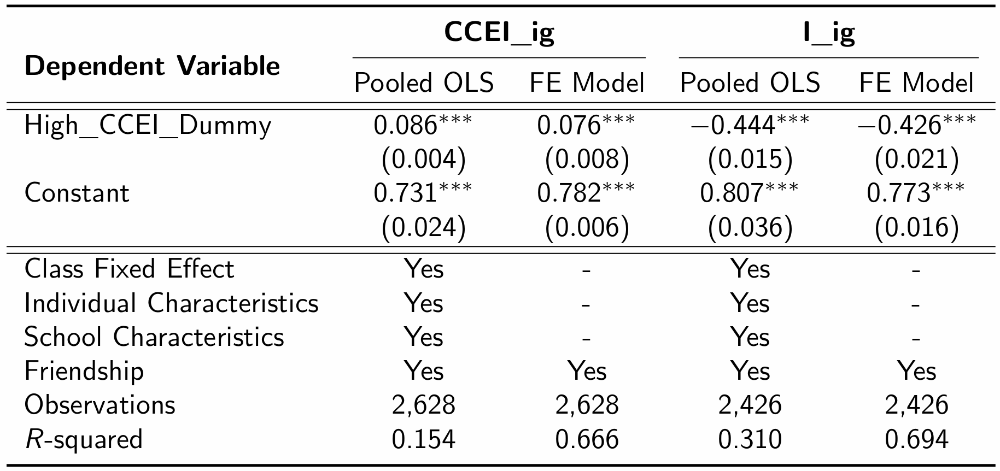 CCEI_ig I_ig
Dependent Variable
Pooled OLS FE Model Pooled OLS FE Model
High_CCEI_Dummy 0.086*** 0.076*** −0.444*** −0.426***
(0.004) (0.008) (0.015) (0.021)
Constant 0.731*** 0.782*** 0.807*** 0.773***
(0.024) (0.006) (0.036) (0.016)
Class Fixed Effect Yes - Yes -
Individual Characteristics Yes - Yes -
School Characteristics Yes - Yes -
Friendship Yes Yes Yes Yes
Observations 2,628 2,628 2,426 2,426
R-squared 0.154 0.666 0.310 0.694